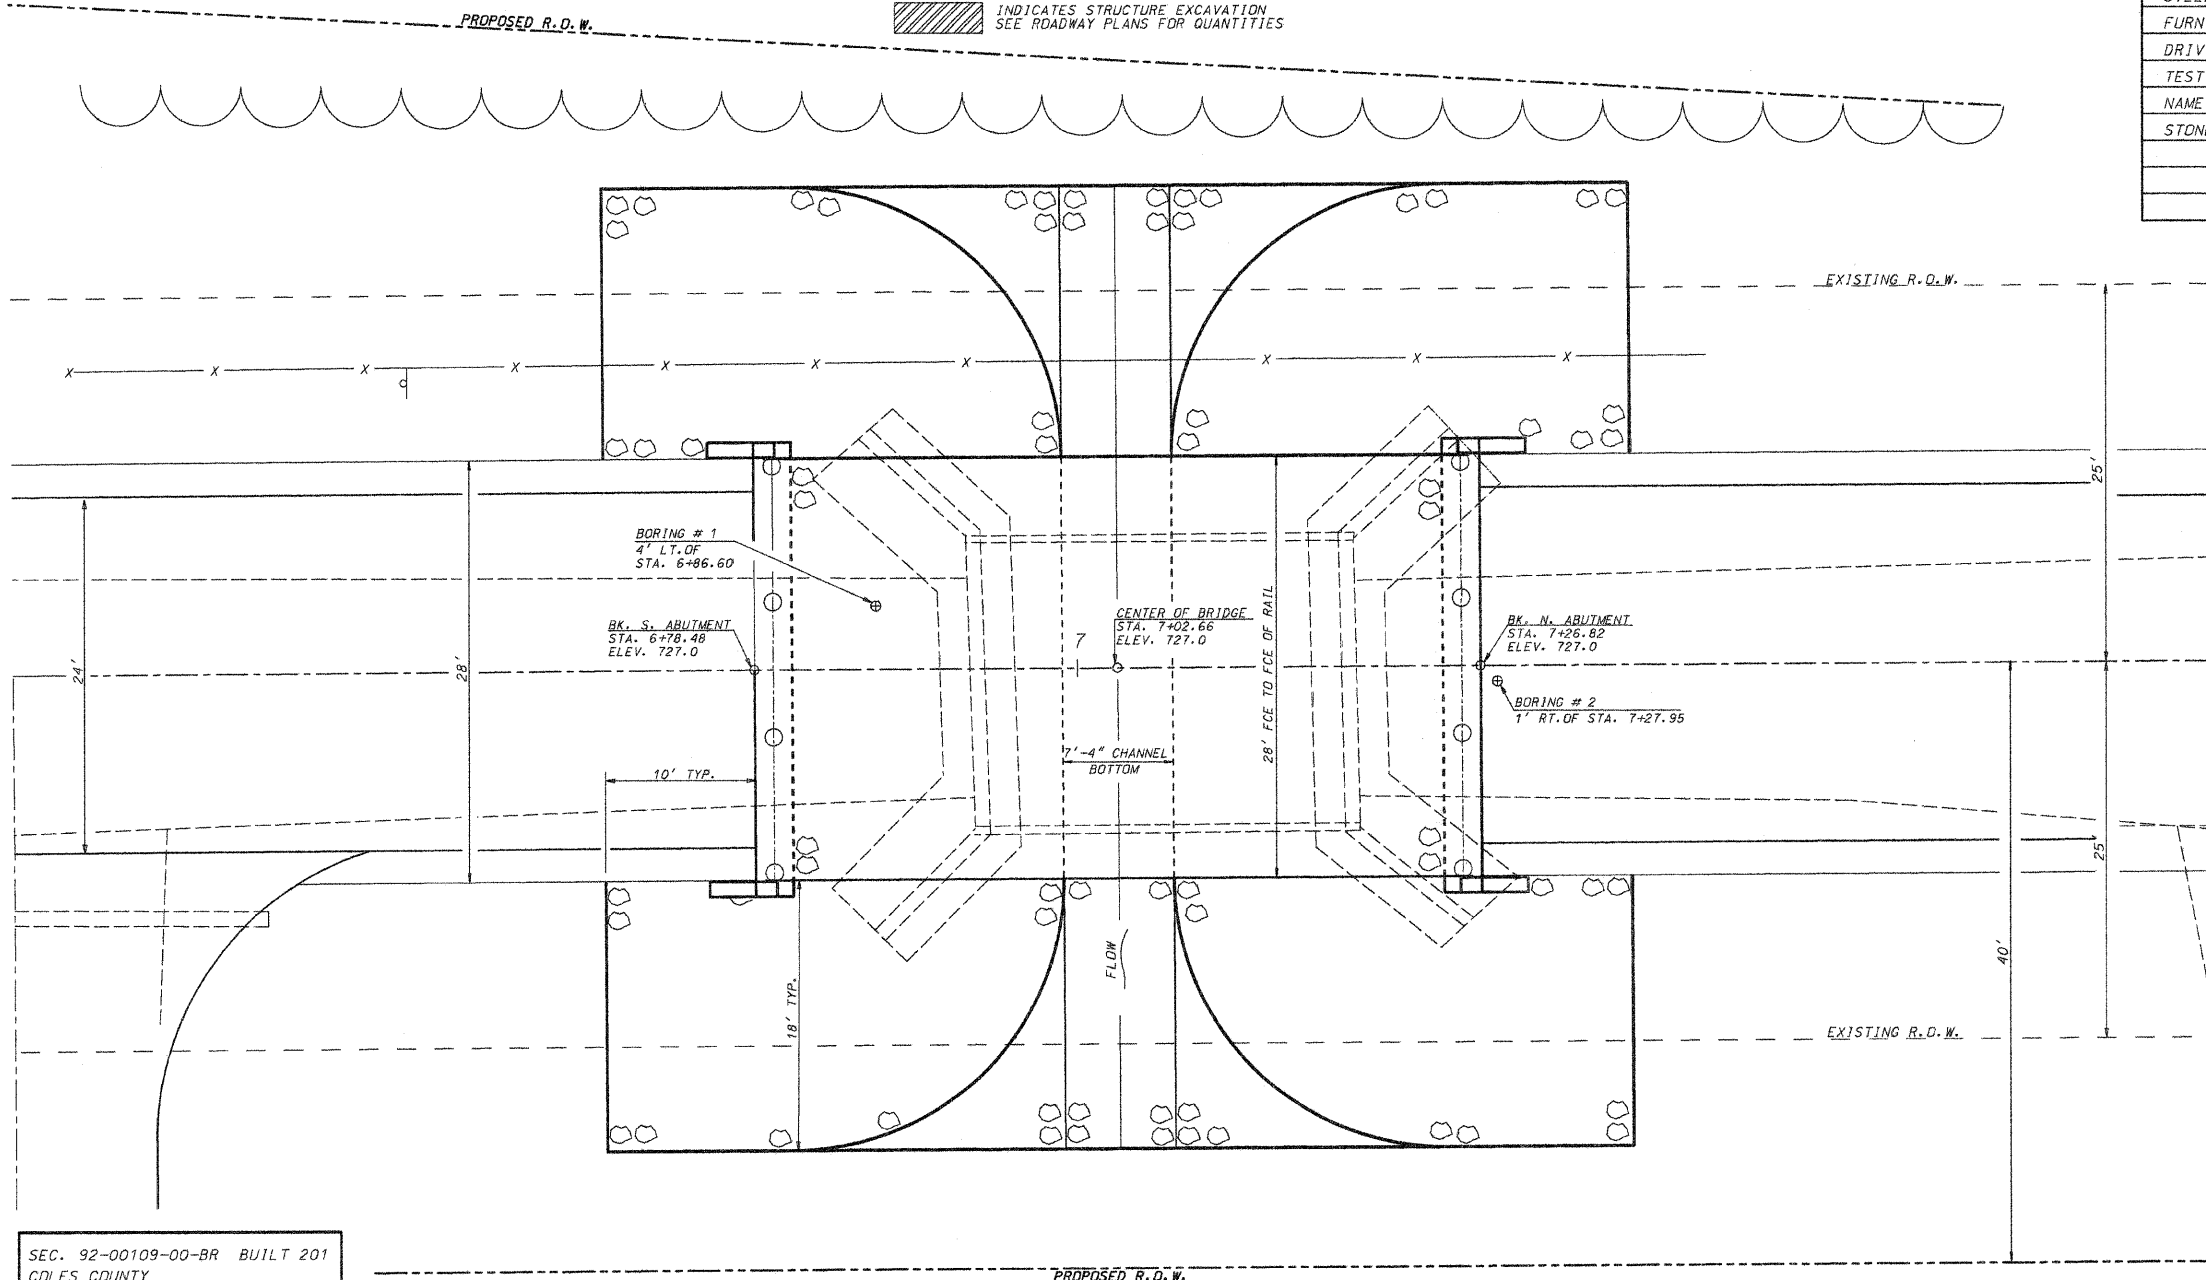 PROPOSED R.O.W.
INDICATES STRUCTURE EXCAVATION
SEE ROADWAY PLANS FOR QUANTITIES
FURN
DRIV
TEST
NAME
STON
EXISTING R.O.W.
X X X X X X X X X X
25'
BORING # 1
4' LT.OF
STA. 6+86.60
BK. S. ABUTMENT
STA. 6+78.48
ELEV. 727.0
7
CENTER OF BRIDGE
STA. 7+02.66
ELEV. 727.0
28' FCE TO FCE OF RAIL
BK. N. ABUTMENT
STA. 7+26.82
ELEV. 727.0
24'
28'
BORING # 2
1' RT.OF STA. 7+27.95
7'-4" CHANNEL
BOTTOM
10' TYP.
25'
FLOW
40'
18' TYP.
EXISTING R.O.W.
SEC. 92-00109-00-BR BUILT 201
COLES COUNTY
PROPOSED R.O.W.